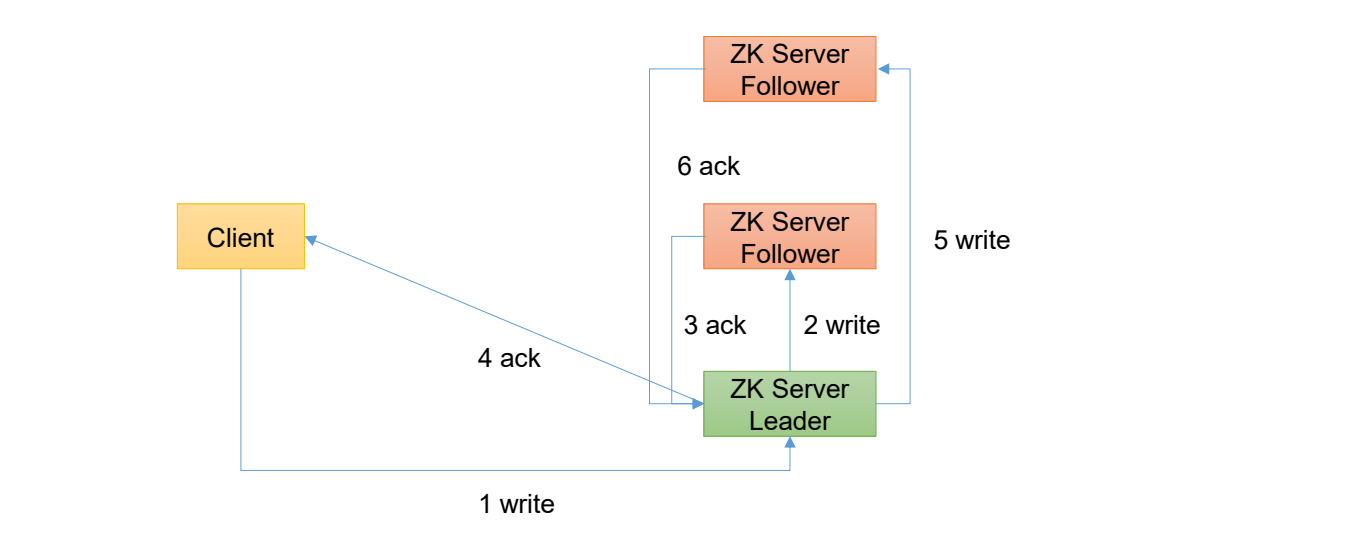 ZK Server
Follower
6 ack
Client
ZK Server
Follower
5 write
3 ack
2 write
4 ack
ZK Server
Leader
1 write